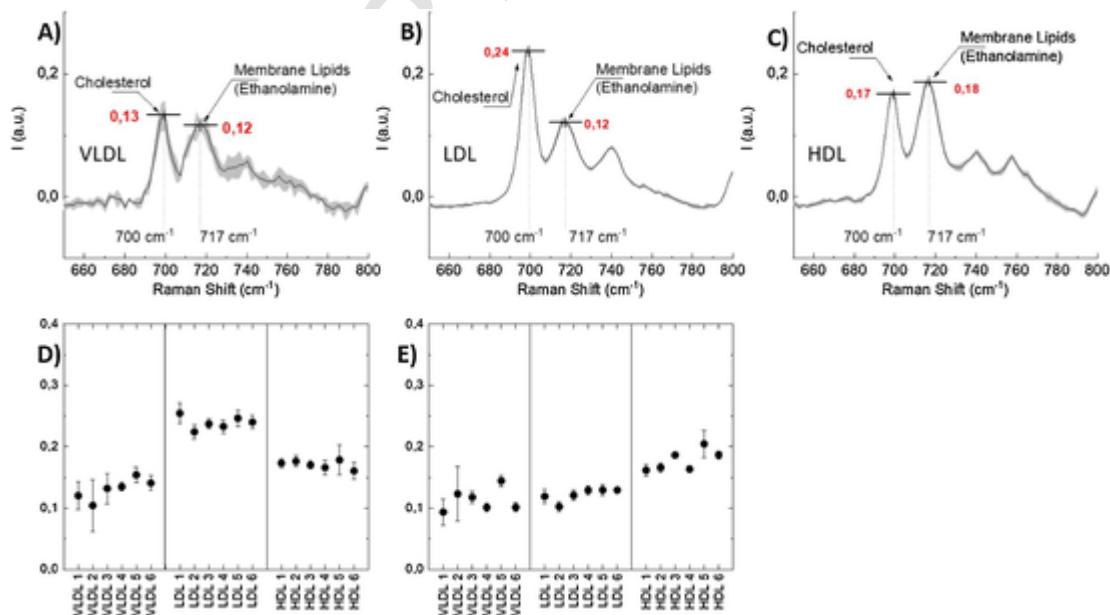 A)
Cholesterol
Membrane Lipids
(Ethanolamine)
0,13
0,12
VLDL
700 cm⁻¹
717 cm⁻¹
0,2
0,0
I (a.u.)
660 680 700 720 740 760 780 800
Raman Shift (cm⁻¹)
B)
0,24
Cholesterol
Membrane Lipids
(Ethanolamine)
0,12
LDL
700 cm⁻¹
717 cm⁻¹
0,2
0,0
I (a.u.)
660 680 700 720 740 760 780 800
Raman Shift (cm⁻¹)
C)
Cholesterol
Membrane Lipids
(Ethanolamine)
0,17
0,18
HDL
700 cm⁻¹
717 cm⁻¹
0,2
0,0
I (a.u.)
660 680 700 720 740 760 780 800
Raman Shift (cm⁻¹)
D)
0,4
0,3
0,2
0,1
0,0
VLDL 1
VLDL 2
VLDL 3
VLDL 4
VLDL 5
VLDL 6
LDL 1
LDL 2
LDL 3
LDL 4
LDL 5
LDL 6
HDL 1
HDL 2
HDL 3
HDL 4
HDL 5
HDL 6
E)
0,4
0,3
0,2
0,1
0,0
VLDL 1
VLDL 2
VLDL 3
VLDL 4
VLDL 5
VLDL 6
LDL 1
LDL 2
LDL 3
LDL 4
LDL 5
LDL 6
HDL 1
HDL 2
HDL 3
HDL 4
HDL 5
HDL 6